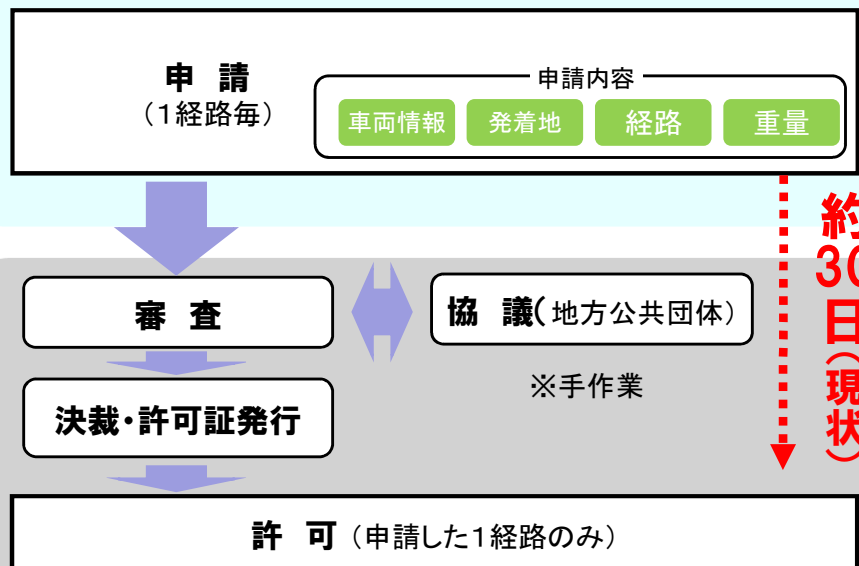 申 請
（1経路毎）
申請内容
車両情報 発着地 経路 重量
約30日（現状）
審 査
協 議（地方公共団体）
※手作業
決裁・許可証発行
許 可（申請した1経路のみ）